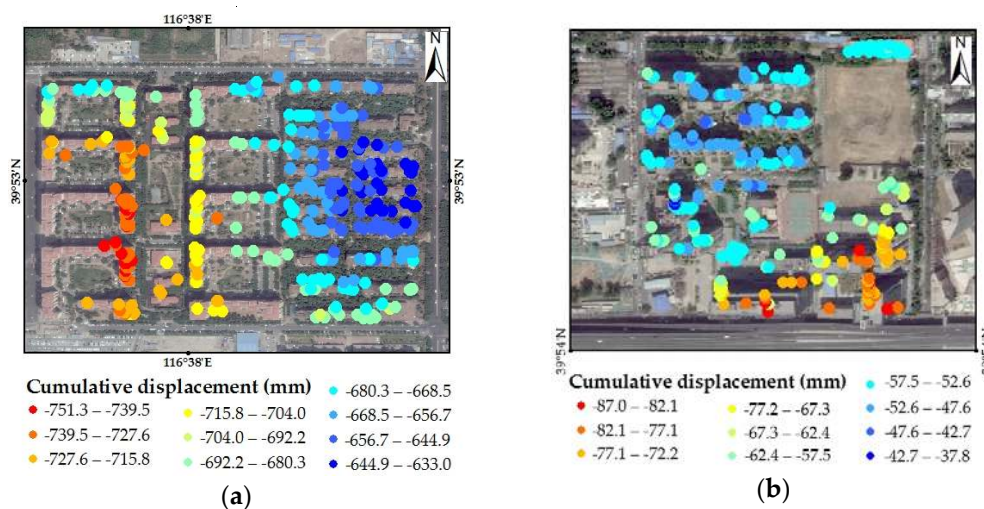 116°38'E
N
39°53'N
39°53'N
116°38'E
Cumulative displacement (mm)
-751.3 – -739.5
-739.5 – -727.6
-727.6 – -715.8
-715.8 – -704.0
-704.0 – -692.2
-692.2 – -680.3
-680.3 – -668.5
-668.5 – -656.7
-656.7 – -644.9
-644.9 – -633.0
(a)
N
39°54'N
Cumulative displacement (mm)
-87.0 – -82.1
-82.1 – -77.1
-77.1 – -72.2
-77.2 – -67.3
-67.3 – -62.4
-62.4 – -57.5
-57.5 – -52.6
-52.6 – -47.6
-47.6 – -42.7
-42.7 – -37.8
(b)